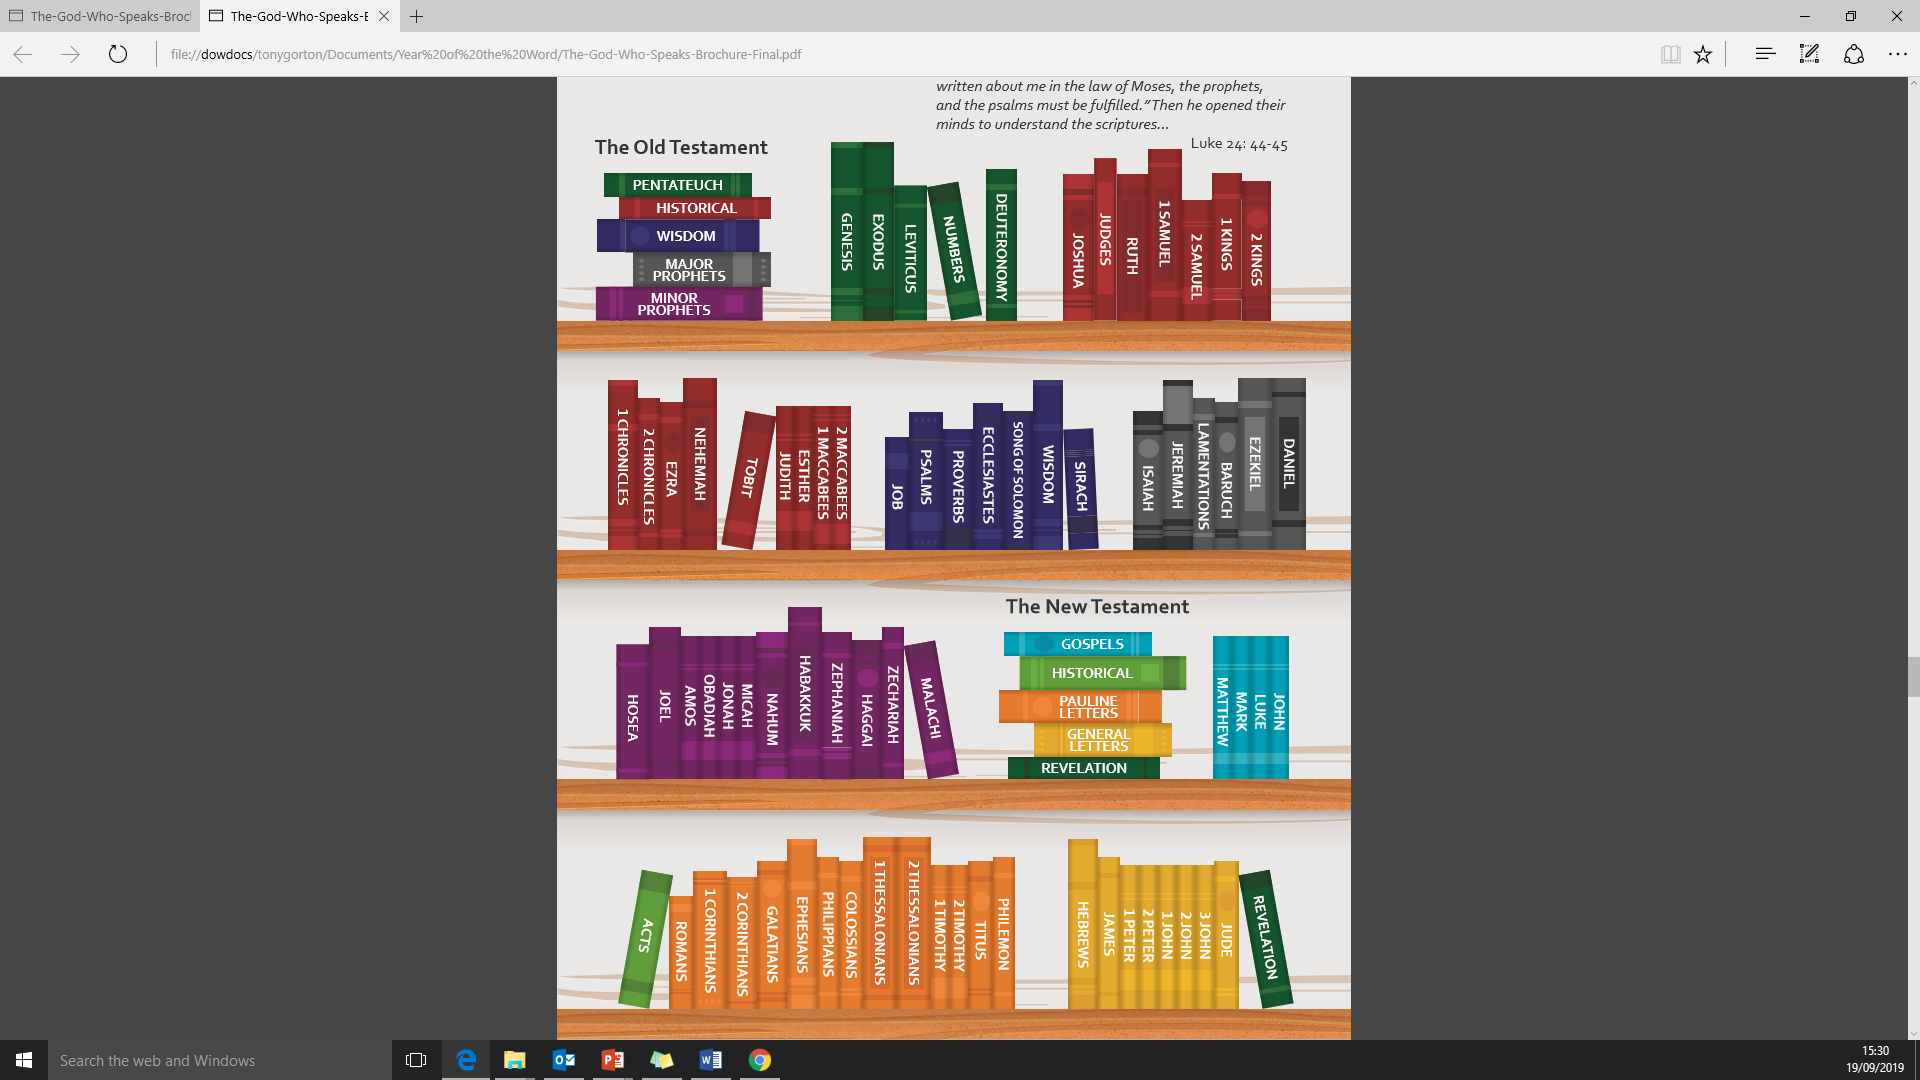 The-God-Who-Speaks-Broc
The-God-Who-Speaks-E
file://dowdocs/tonygorton/Documents/Year%20of%20the%20Word/The-God-Who-Speaks-Brochure-Final.pdf
written about me in the law of Moses, the prophets,
and the psalms must be fulfilled." Then he opened their
minds to understand the scriptures...
Luke 24: 44-45
The Old Testament
PENTATEUCH
HISTORICAL
WISDOM
MAJOR
PROPHETS
MINOR
PROPHETS
GENESIS
EXODUS
LEVITICUS
NUMBERS
DEUTERONOMY
JOSHUA
JUDGES
RUTH
1 SAMUEL
2 SAMUEL
1 KINGS
2 KINGS
1 CHRONICLES
2 CHRONICLES
EZRA
NEHEMIAH
TOBIT
JUDITH
ESTHER
1 MACCABEES
2 MACCABEES
JOB
PSALMS
PROVERBS
ECCLESIASTES
SONG OF SOLOMON
WISDOM
SIRACH
ISAIAH
JEREMIAH
LAMENTATIONS
BARUCH
EZEKIEL
DANIEL
HOSEA
JOEL
AMOS
OBADIAH
JONAH
MICAH
NAHUM
HABAKKUK
ZEPHANIAH
HAGGAI
ZECHARIAH
MALACHI
The New Testament
GOSPELS
HISTORICAL
PAULINE
LETTERS
GENERAL
LETTERS
REVELATION
MATTHEW
MARK
LUKE
JOHN
ACTS
ROMANS
1 CORINTHIANS
2 CORINTHIANS
GALATIANS
EPHESIANS
PHILIPPIANS
COLOSSIANS
1 THESSALONIANS
2 THESSALONIANS
1 TIMOTHY
2 TIMOTHY
TITUS
PHILEMON
HEBREWS
JAMES
1 PETER
2 PETER
1 JOHN
2 JOHN
3 JOHN
JUDE
REVELATION
Search the web and Windows
15:30
19/09/2019